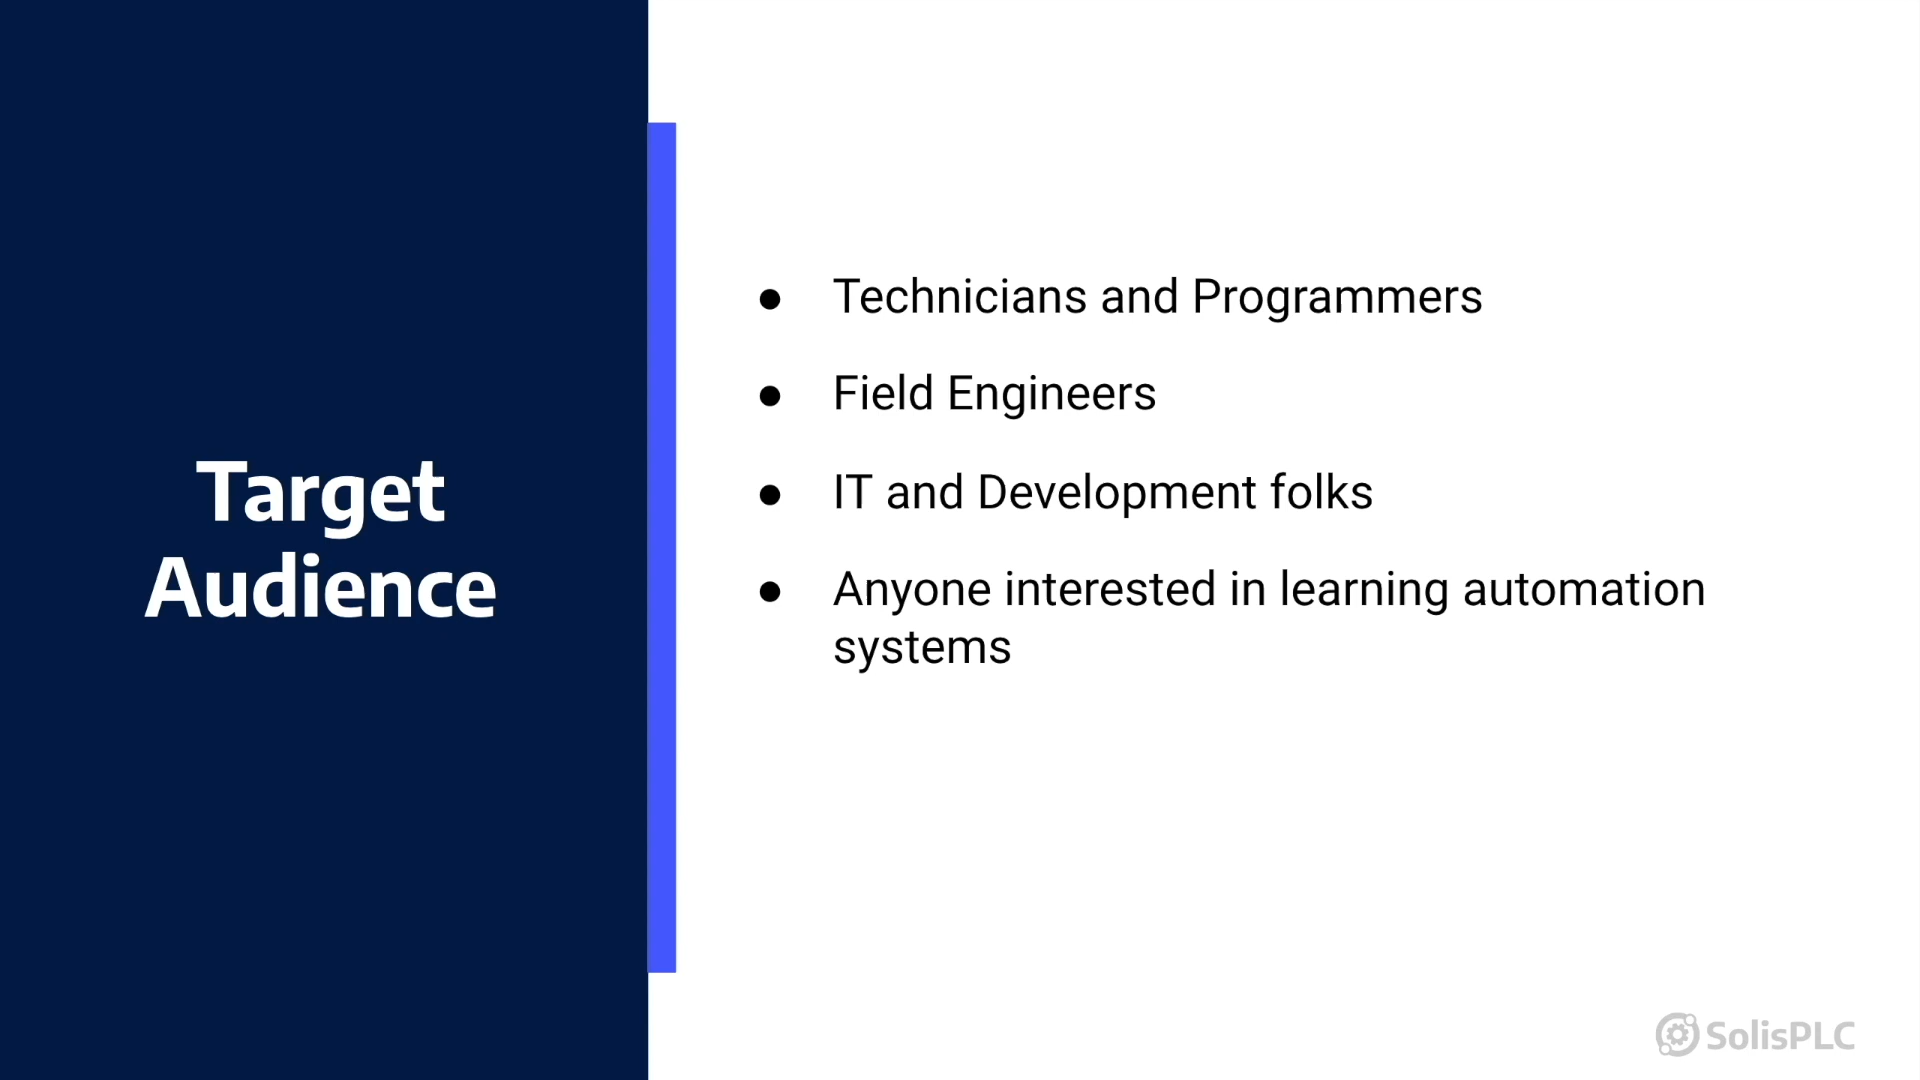 Target
Audience
● Technicians and Programmers
● Field Engineers
● IT and Development folks
● Anyone interested in learning automation
systems
SolisPLC